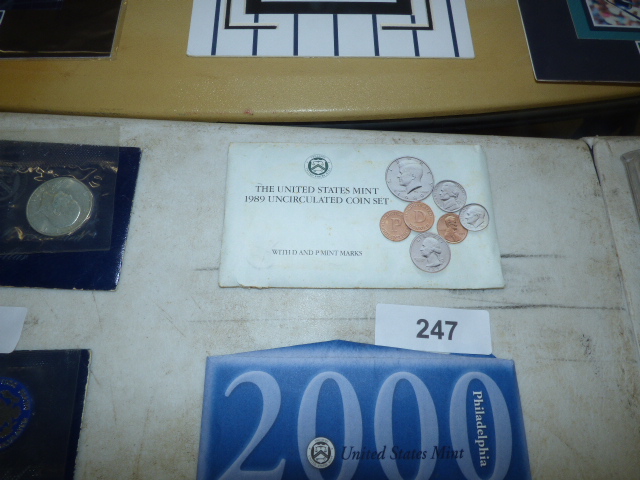 THE UNITED STATES MINT
1989 UNCIRCULATED COIN SET
WITH D AND P MINT MARKS
P
D
247
2000
Philadelphia
United States Mint